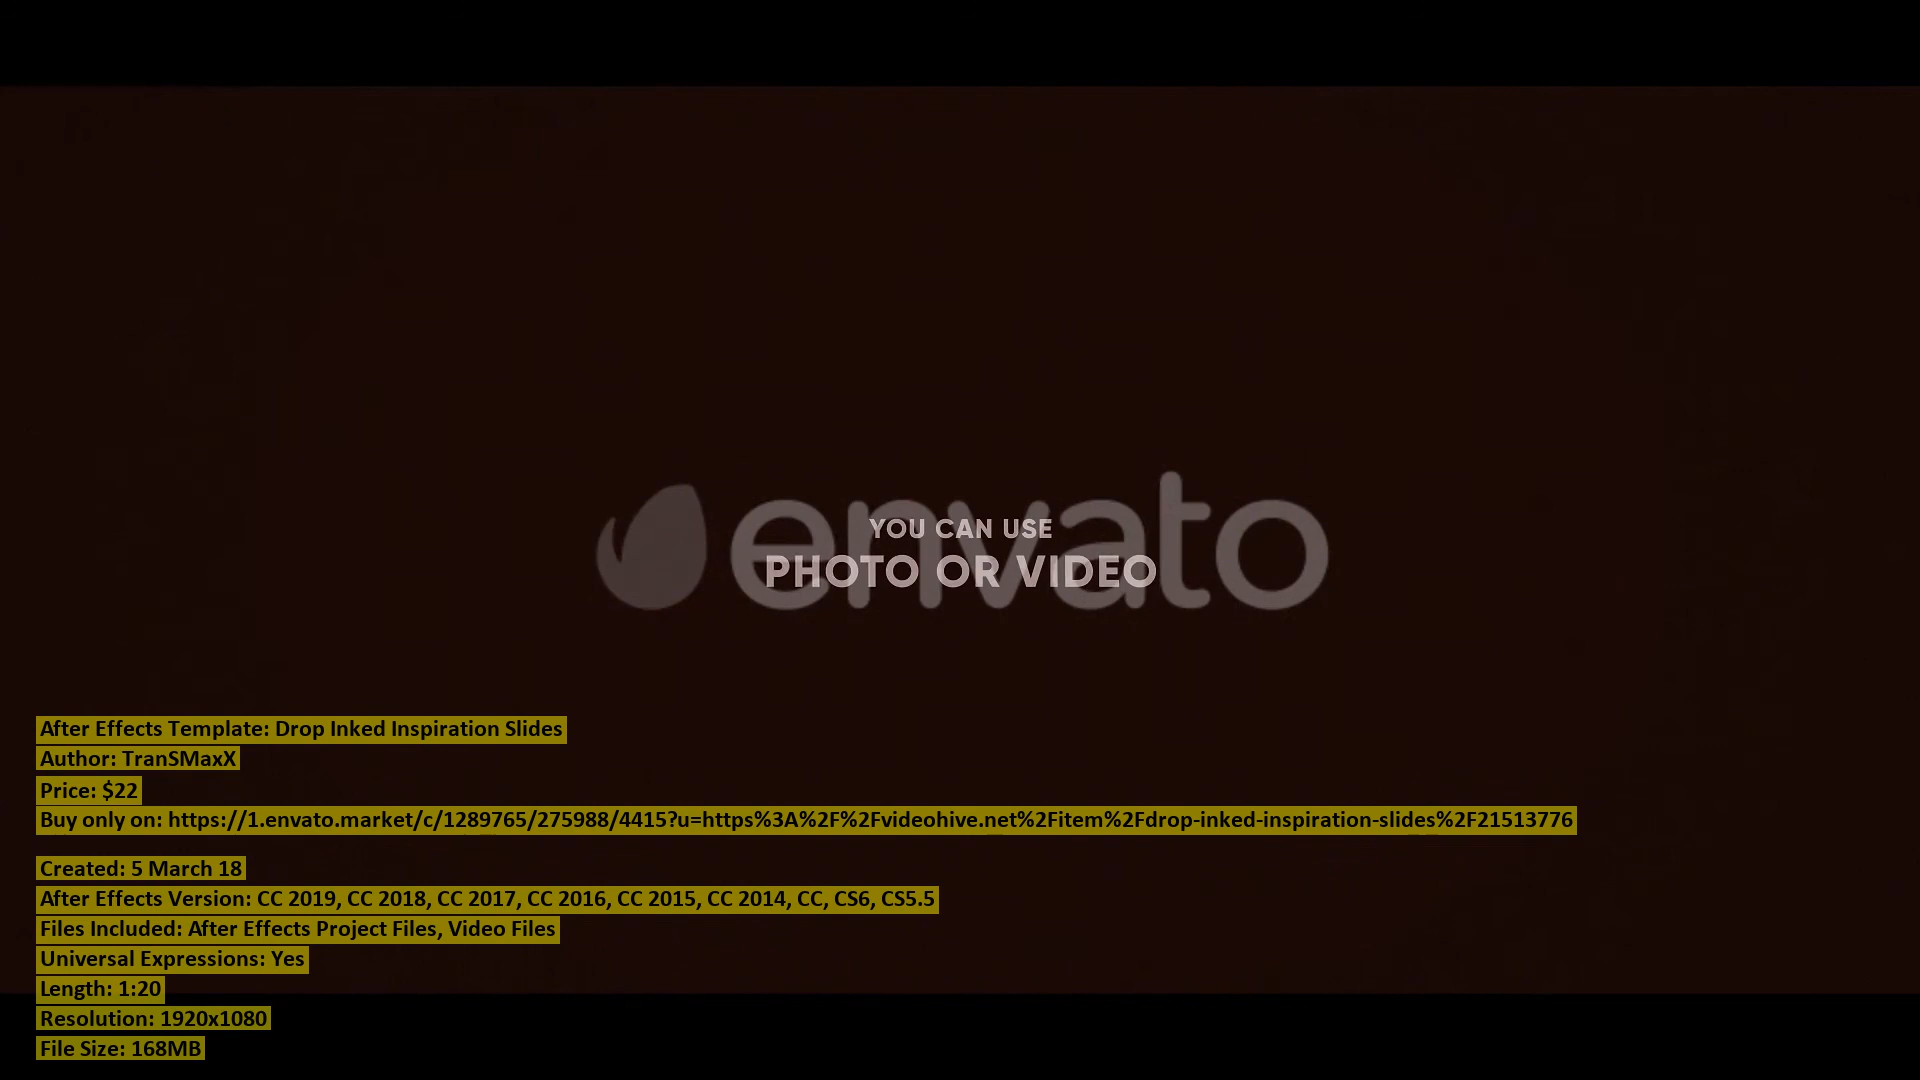 envato
YOU CAN USE
PHOTO OR VIDEO
After Effects Template: Drop Inked Inspiration Slides
Author: TranSMaxX
Price: $22
Buy only on: https://1.envato.market/c/1289765/275988/4415?u=https%3A%2F%2Fvideohive.net%2Fitem%2Fdrop-inked-inspiration-slides%2F21513776
Created: 5 March 18
After Effects Version: CC 2019, CC 2018, CC 2017, CC 2016, CC 2015, CC 2014, CC, CS6, CS5.5
Files Included: After Effects Project Files, Video Files
Universal Expressions: Yes
Length: 1:20
Resolution: 1920x1080
File Size: 168MB